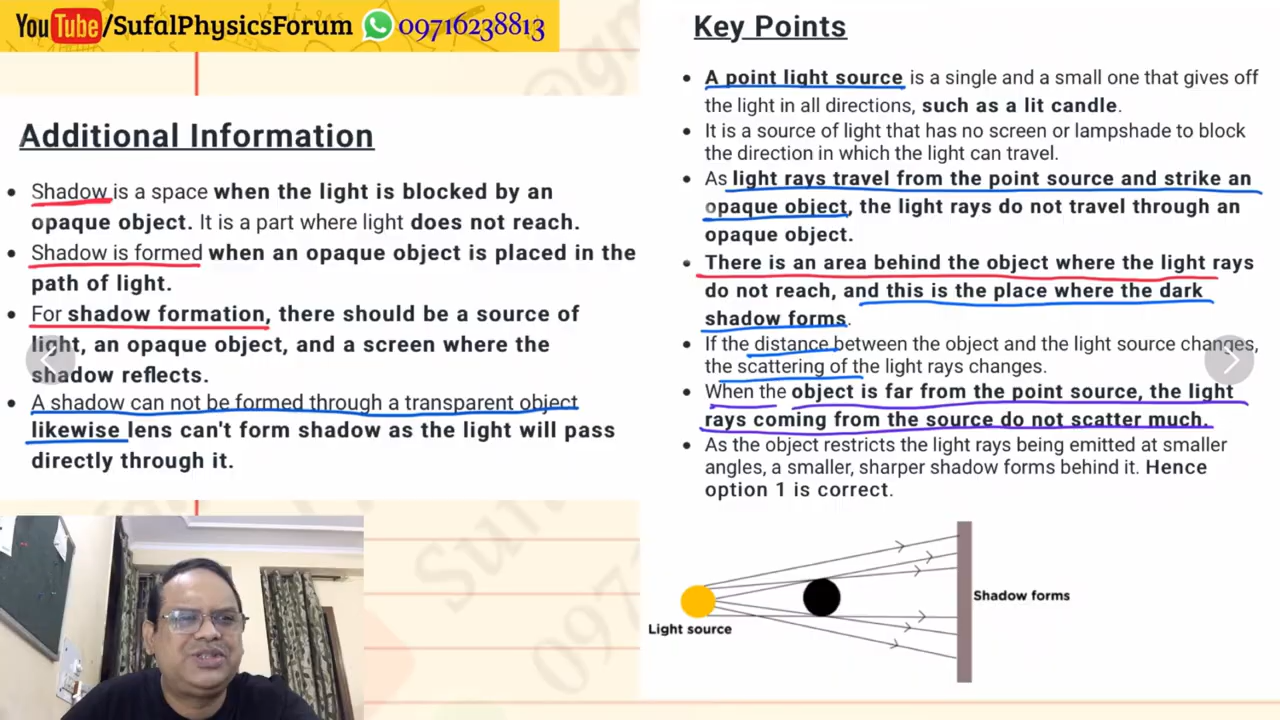 YouTube/SufalPhysicsForum 09716238813
Additional Information
• Shadow is a space when the light is blocked by an
opaque object. It is a part where light does not reach.
• Shadow is formed when an opaque object is placed in the
path of light.
• For shadow formation, there should be a source of
light, an opaque object, and a screen where the
shadow reflects.
• A shadow can not be formed through a transparent object
likewise lens can't form shadow as the light will pass
directly through it.
Key Points
• A point light source is a single and a small one that gives off
the light in all directions, such as a lit candle.
• It is a source of light that has no screen or lampshade to block
the direction in which the light can travel.
• As light rays travel from the point source and strike an
opaque object, the light rays do not travel through an
opaque object.
• There is an area behind the object where the light rays
do not reach, and this is the place where the dark
shadow forms.
• If the distance between the object and the light source changes,
the scattering of the light rays changes.
• When the object is far from the point source, the light
rays coming from the source do not scatter much.
• As the object restricts the light rays being emitted at smaller
angles, a smaller, sharper shadow forms behind it. Hence
option 1 is correct.
Light source
Shadow forms